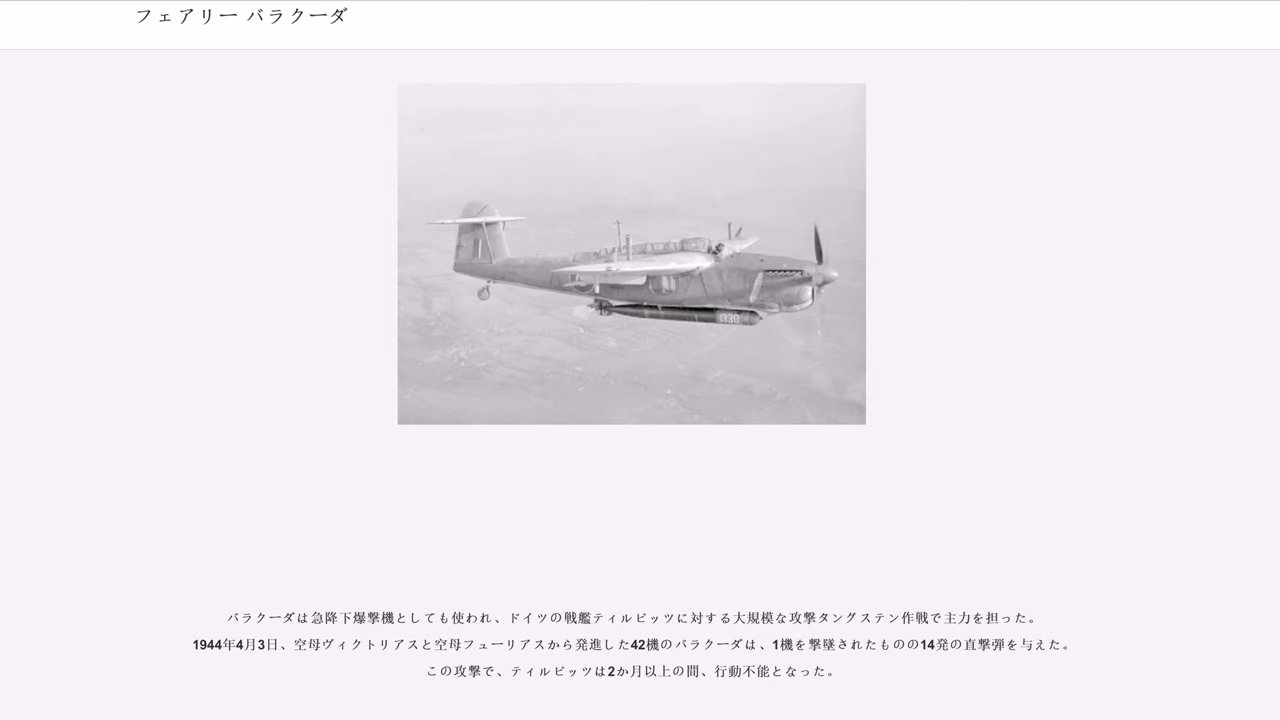 フェアリー バラクーダ
1330
バラクーダは急降下爆撃機としても使われ、ドイツの戦艦ティルピッツに対する大規模な攻撃タングステン作戦で主力を担った。
1944年4月3日、空母ヴィクトリアスと空母フューリアスから発進した42機のバラクーダは、1機を撃墜されたものの14発の直撃弾を与えた。
この攻撃で、ティルピッツは2か月以上の間、行動不能となった。